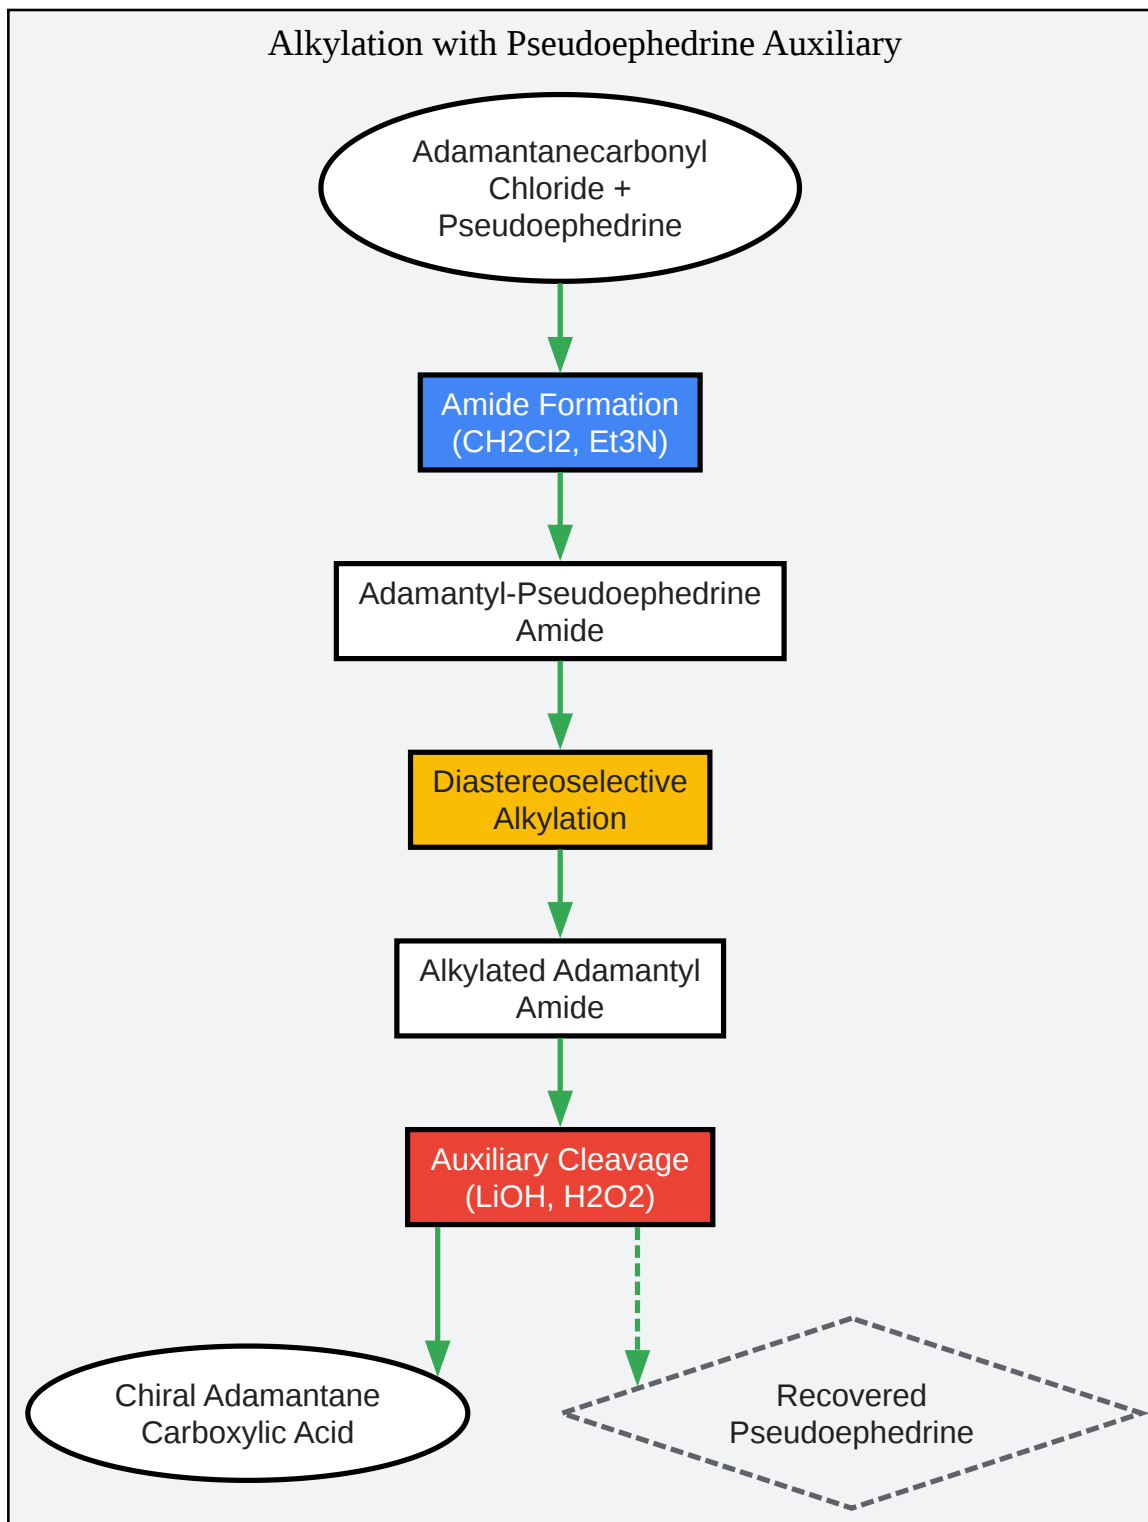 Alkylation with Pseudoephedrine Auxiliary
Adamantanecarbonyl
Chloride +
Pseudoephedrine
Amide Formation
(CH2Cl2, Et3N)
Adamantyl-Pseudoephedrine
Amide
Diastereoselective
Alkylation
Alkylated Adamantyl
Amide
Auxiliary Cleavage
(LiOH, H2O2)
Chiral Adamantane
Carboxylic Acid
Recovered
Pseudoephedrine